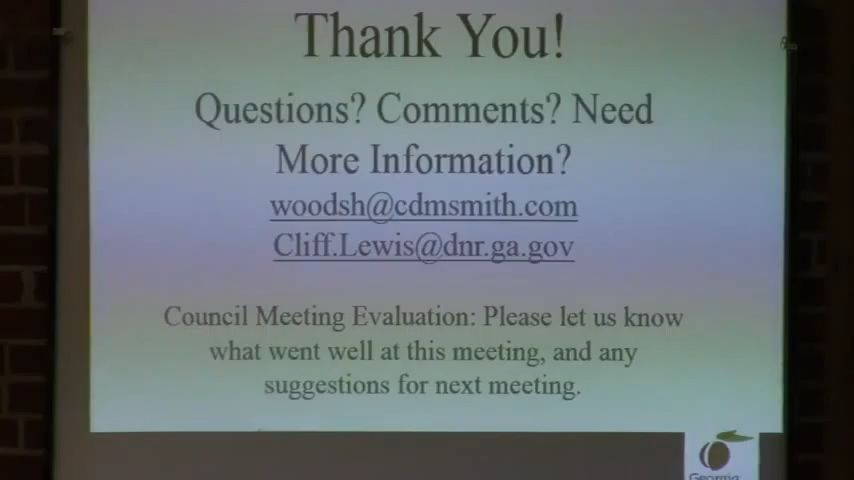 Thank You!
Questions? Comments? Need
More Information?
woodsh@cdmsmith.com
Cliff.Lewis@dnr.ga.gov
Council Meeting Evaluation: Please let us know
what went well at this meeting, and any
suggestions for next meeting.
Georgia